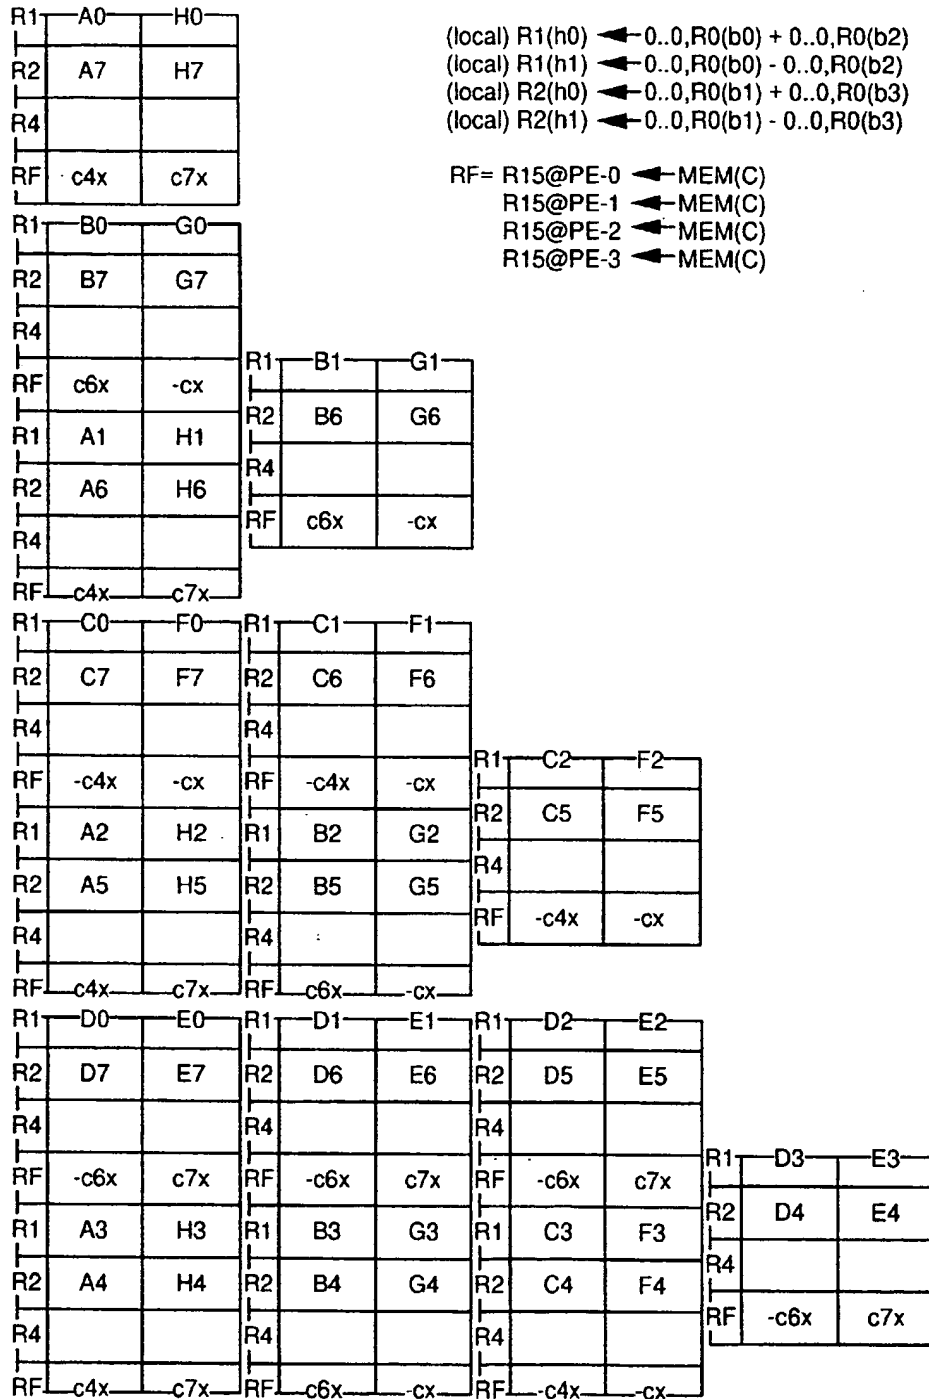 R1 A0 H0
R2 A7 H7
R4
RF c4x c7x
(local) R1(h0) ◄ 0..0,R0(b0) + 0..0,R0(b2)
(local) R1(h1) ◄ 0..0,R0(b0) - 0..0,R0(b2)
(local) R2(h0) ◄ 0..0,R0(b1) + 0..0,R0(b3)
(local) R2(h1) ◄ 0..0,R0(b1) - 0..0,R0(b3)
RF= R15@PE-0 ◄ MEM(C)
R15@PE-1 ◄ MEM(C)
R15@PE-2 ◄ MEM(C)
R15@PE-3 ◄ MEM(C)
R1 B0 G0
R2 B7 G7
R4
RF c6x -cx
R1 A1 H1
R2 A6 H6
R4
RF c4x c7x
R1 B1 G1
R2 B6 G6
R4
RF c6x -cx
R1 C0 F0
R2 C7 F7
R4
RF -c4x -cx
R1 A2 H2
R2 A5 H5
R4
RF c4x c7x
R1 C1 F1
R2 C6 F6
R4
RF -c4x -cx
R1 B2 G2
R2 B5 G5
R4
RF c6x -cx
R1 C2 F2
R2 C5 F5
R4
RF -c4x -cx
R1 D0 E0
R2 D7 E7
R4
RF -c6x c7x
R1 A3 H3
R2 A4 H4
R4
RF c4x c7x
R1 D1 E1
R2 D6 E6
R4
RF -c6x c7x
R1 B3 G3
R2 B4 G4
R4
RF c6x -cx
R1 D2 E2
R2 D5 E5
R4
RF -c6x c7x
R1 C3 F3
R2 C4 F4
R4
RF -c4x -cx
R1 D3 E3
R2 D4 E4
R4
RF -c6x c7x